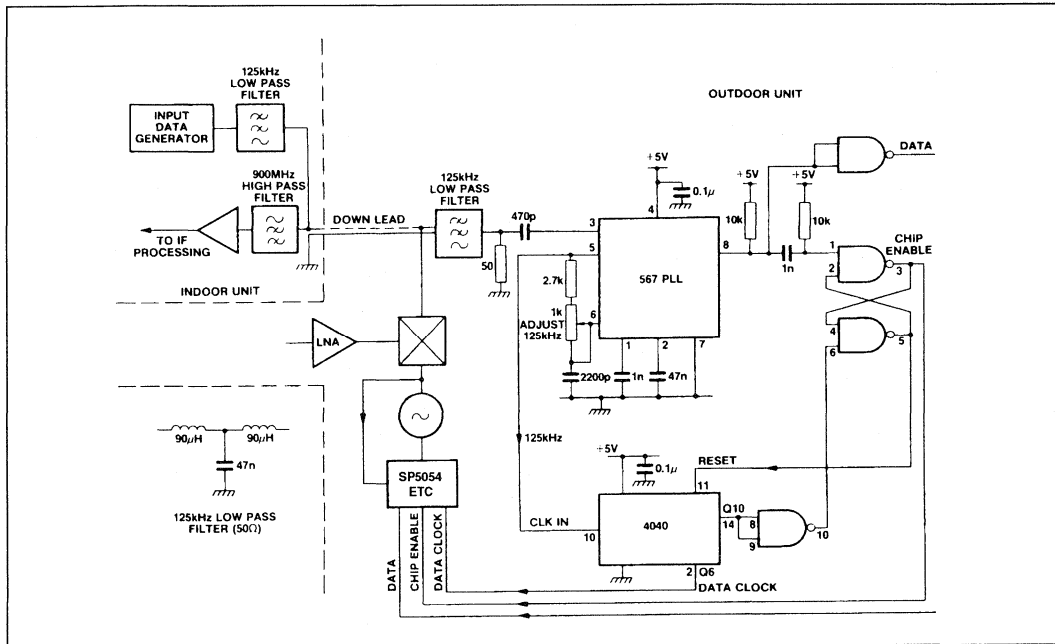 125kHz
LOW PASS
FILTER
INPUT
DATA
GENERATOR
900MHz
HIGH PASS
FILTER
TO IF
PROCESSING
INDOOR UNIT
DOWN LEAD
125kHz
LOW PASS
FILTER
470p
50
OUTDOOR UNIT
+5V
0.1µ
4
3
5
6
8
567 PLL
1
2
7
2.7k
1k
ADJUST
125kHz
2200p
1n
47n
+5V
10k
+5V
10k
1n
DATA
1
2
3
CHIP
ENABLE
4
6
5
LNA
SP5054
ETC
DATA
CHIP ENABLE
DATA CLOCK
90µH
90µH
47n
125kHz LOW PASS
FILTER (50Ω)
125kHz
CLK IN
+5V
0.1µ
RESET
11
10
4040
Q10
14
8
9
10
2
Q6
DATA CLOCK